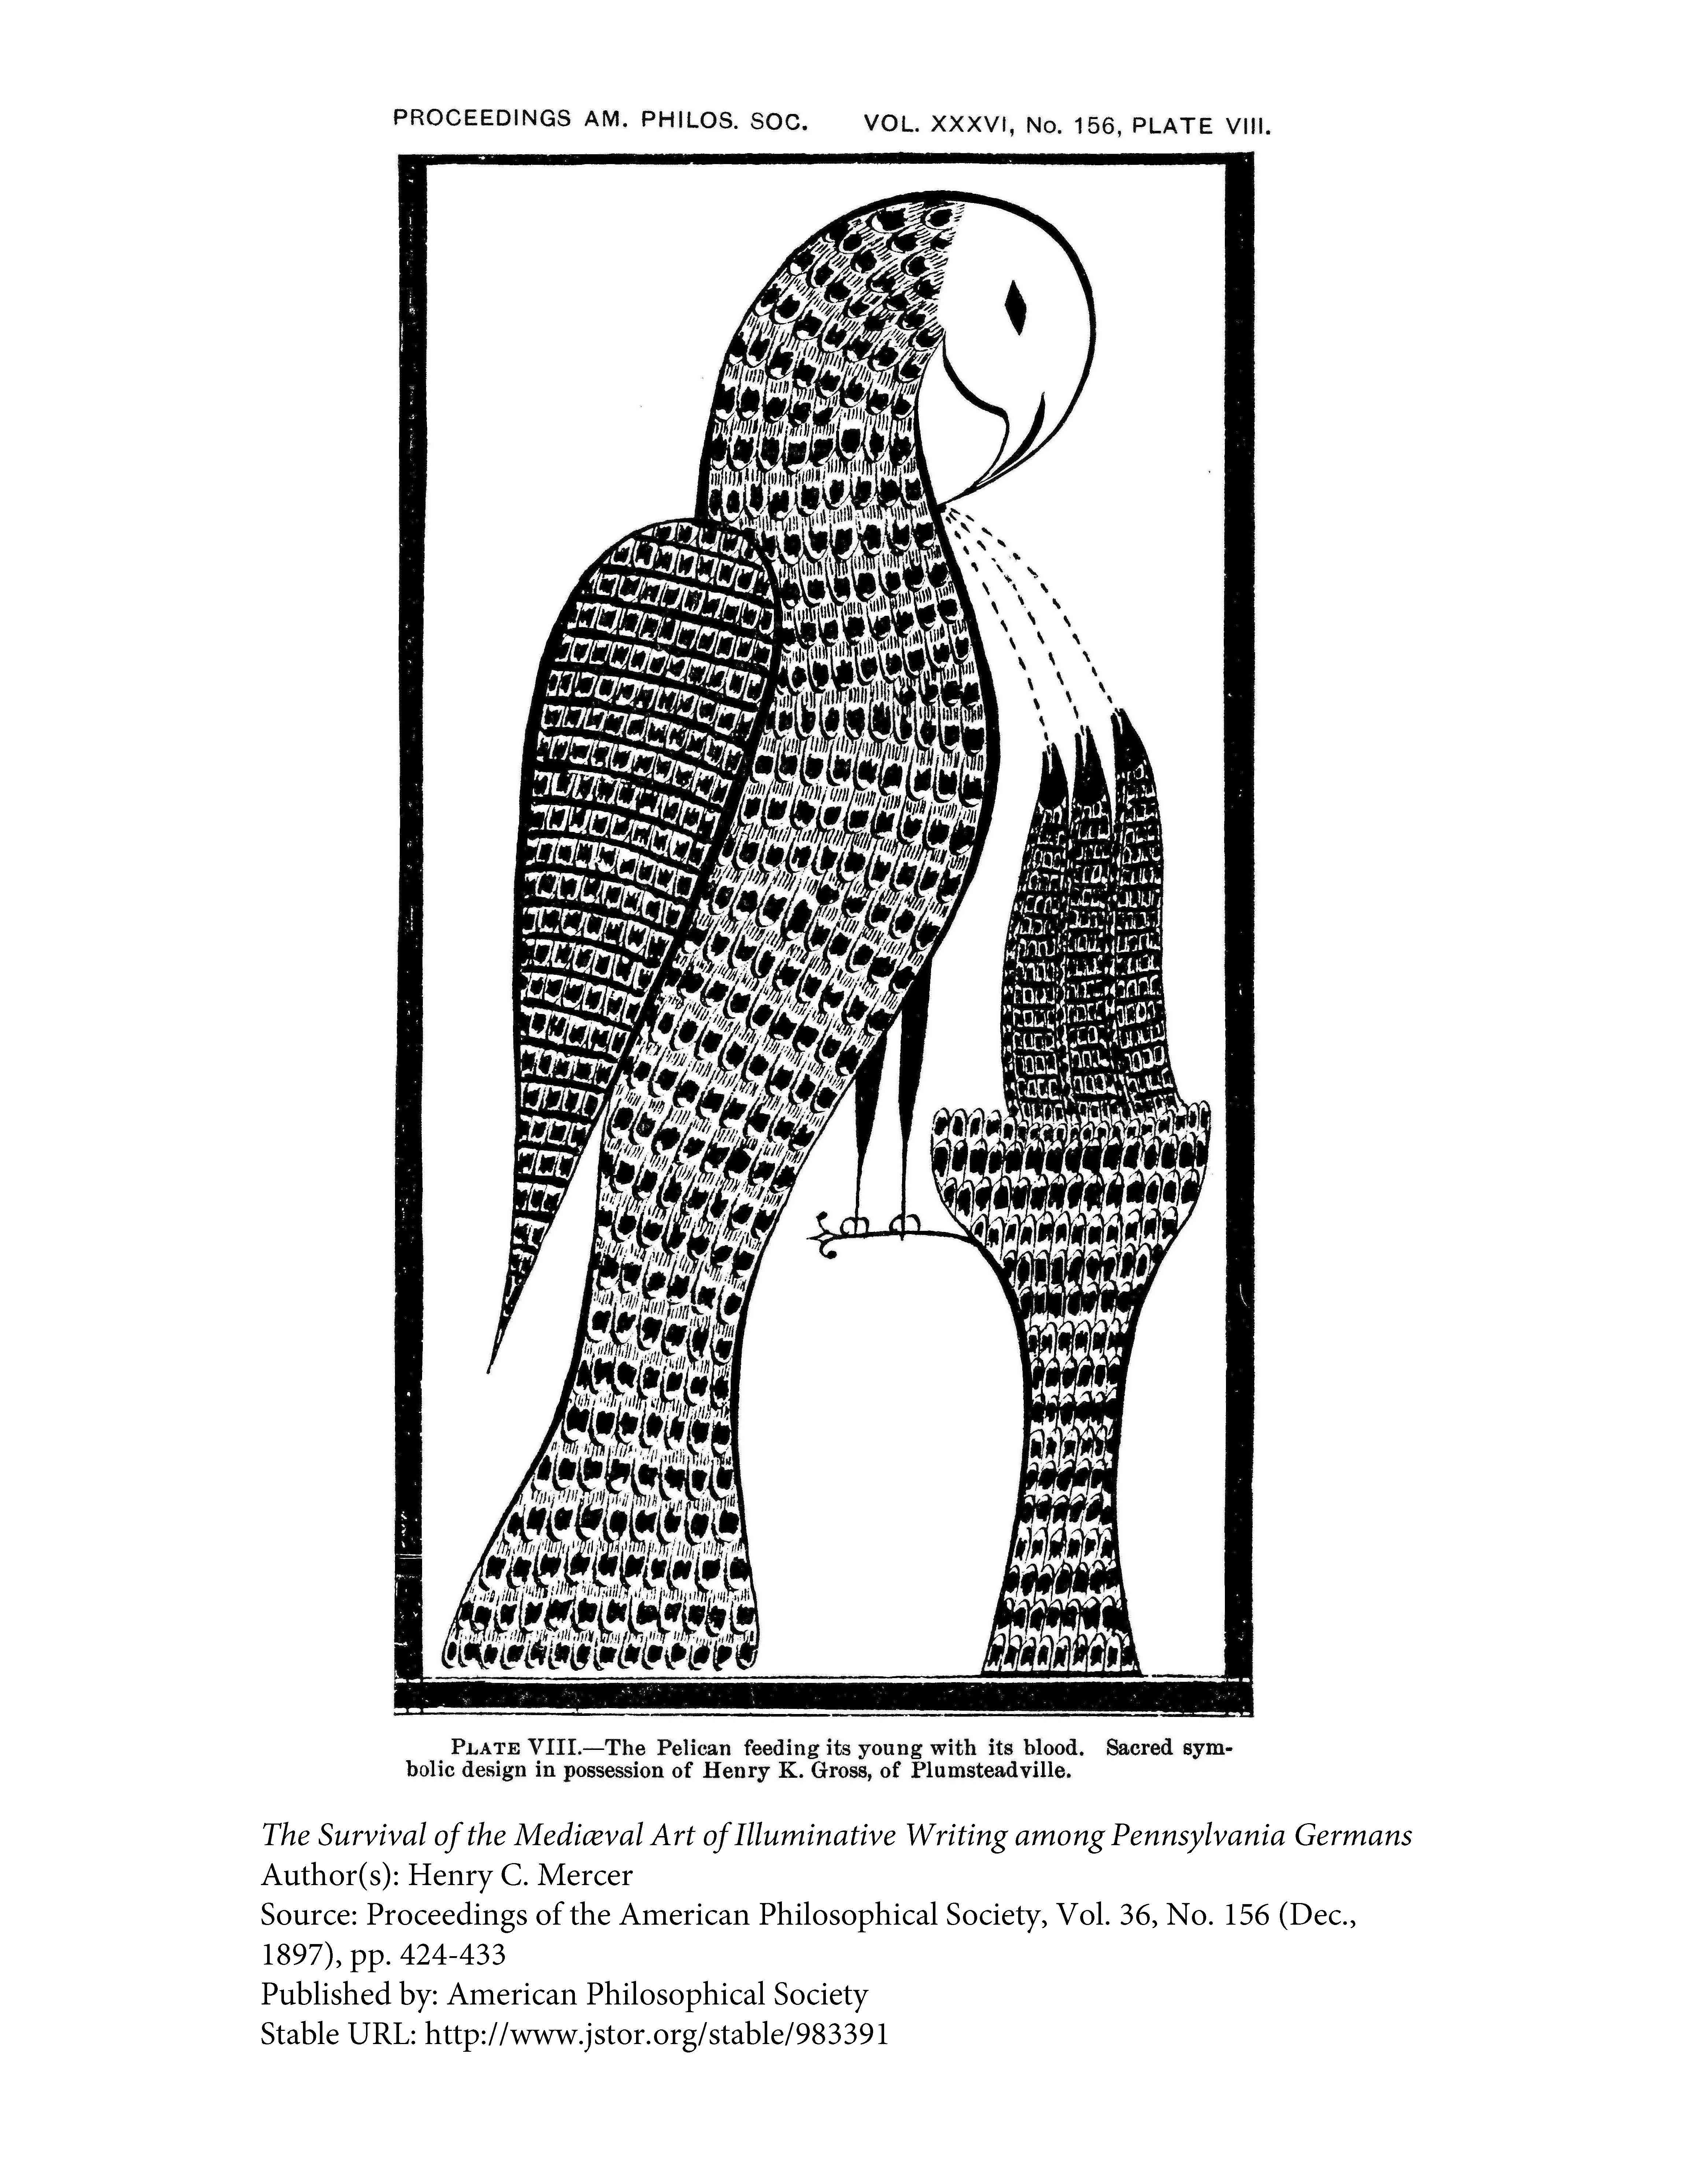 PROCEEDINGS AM. PHILOS. SOC. VOL. XXXVI, No. 156, PLATE VIII.
PLATE VIII.—The Pelican feeding its young with its blood. Sacred sym-
bolic design in possession of Henry K. Gross, of Plumsteadville.
The Survival of the Mediæval Art of Illuminative Writing among Pennsylvania Germans
Author(s): Henry C. Mercer
Source: Proceedings of the American Philosophical Society, Vol. 36, No. 156 (Dec.,
1897), pp. 424-433
Published by: American Philosophical Society
Stable URL: http://www.jstor.org/stable/983391